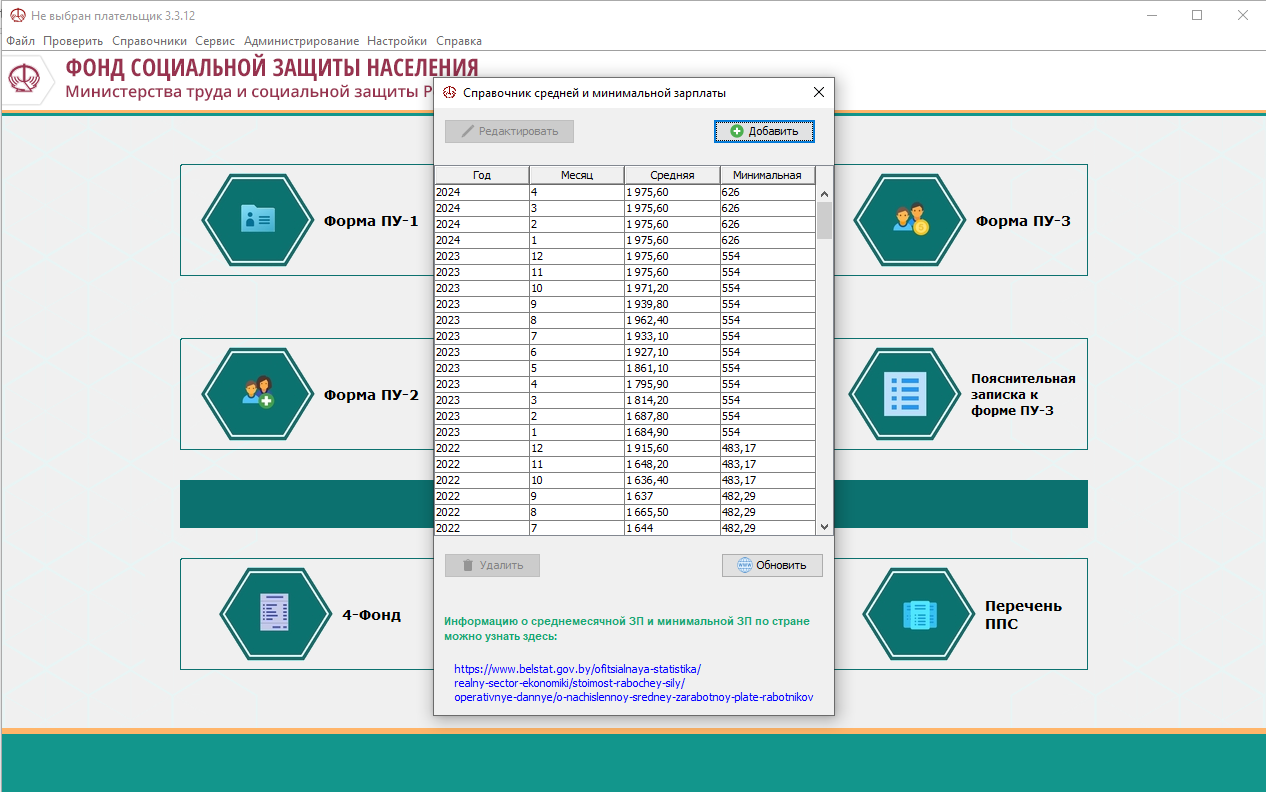 Не выбран плательщик 3.3.12
Файл Проверить Справочники Сервис Администрирование Настройки Справка
ФОНД СОЦИАЛЬНОЙ ЗАЩИТЫ НАСЕЛЕНИЯ
Министерства труда и социальной защиты Р
Справочник средней и минимальной зарплаты
Редактировать Добавить
Год Месяц Средняя Минимальная
2024 4 1 975,60 626
2024 3 1 975,60 626
2024 2 1 975,60 626
2024 1 1 975,60 626
2023 12 1 975,60 554
2023 11 1 975,60 554
2023 10 1 971,20 554
2023 9 1 939,80 554
2023 8 1 962,40 554
2023 7 1 933,10 554
2023 6 1 927,10 554
2023 5 1 861,10 554
2023 4 1 795,90 554
2023 3 1 814,20 554
2023 2 1 687,80 554
2023 1 1 684,90 554
2022 12 1 915,60 483,17
2022 11 1 648,20 483,17
2022 10 1 636,40 483,17
2022 9 1 637 482,29
2022 8 1 665,50 482,29
2022 7 1 644 482,29
Удалить WWW Обновить
Информацию о среднемесячной ЗП и минимальной ЗП по стране
можно узнать здесь:
https://www.belstat.gov.by/ofitsialnaya-statistika/
realny-sector-ekonomiki/stoimost-rabochey-sily/
operativnye-dannye/o-nachislennoy-sredney-zarabotnoy-plate-rabotnikov
Форма ПУ-1
Форма ПУ-3
Форма ПУ-2
Пояснительная
записка к
форме ПУ-3
4-Фонд
Перечень
ППС